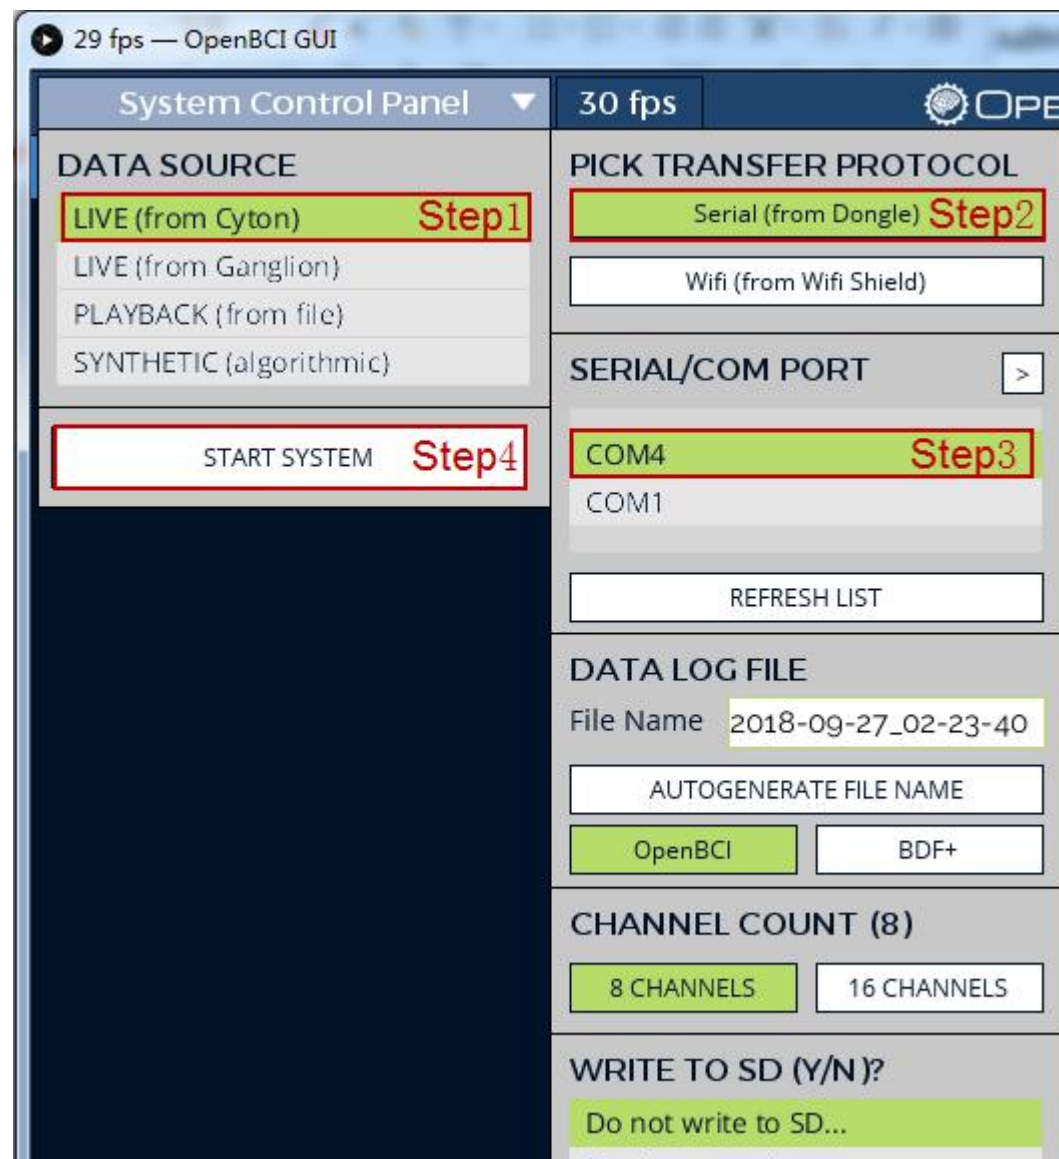 29 fps — OpenBCI GUI
System Control Panel
30 fps
DATA SOURCE
LIVE (from Cyton) Step1
LIVE (from Ganglion)
PLAYBACK (from file)
SYNTHETIC (algorithmic)
START SYSTEM Step4
PICK TRANSFER PROTOCOL
Serial (from Dongle) Step2
Wifi (from Wifi Shield)
SERIAL/COM PORT >
COM4 Step3
COM1
REFRESH LIST
DATA LOG FILE
File Name 2018-09-27_02-23-40
AUTOGENERATE FILE NAME
OpenBCI BDF+
CHANNEL COUNT (8)
8 CHANNELS 16 CHANNELS
WRITE TO SD (Y/N)?
Do not write to SD...